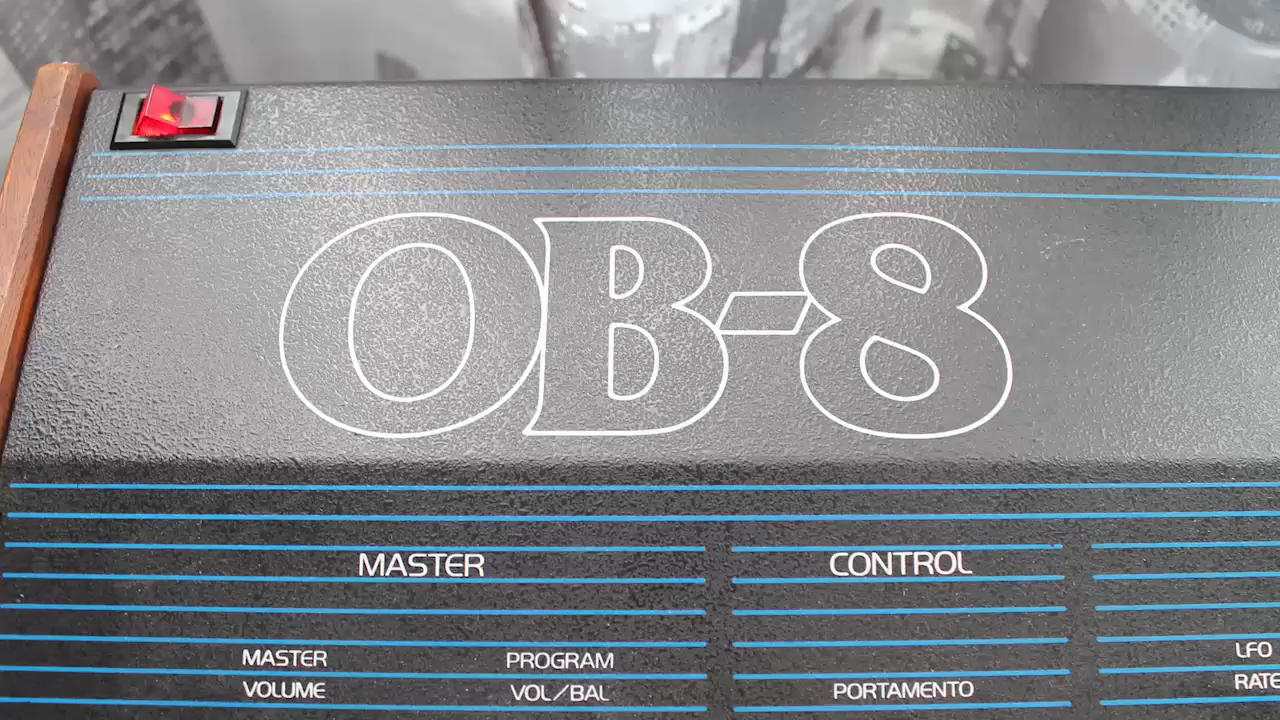 OB-8
MASTER CONTROL
MASTER PROGRAM LFO
VOLUME VOL/BAL PORTAMENTO RATE